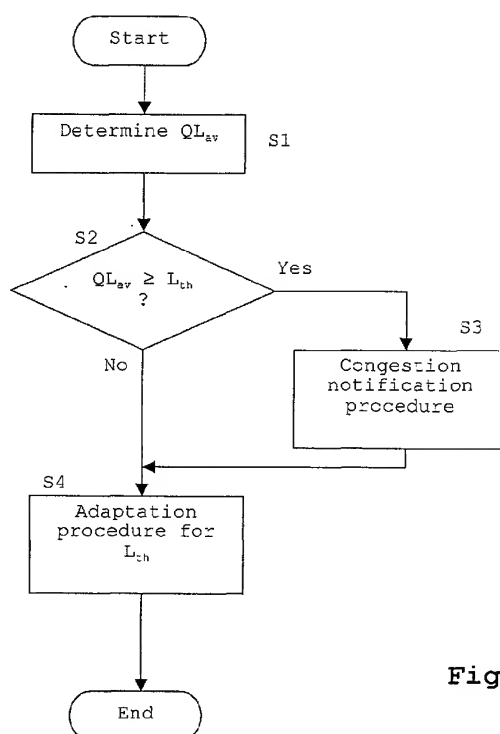 Start
Determine QLav
S1
S2
QLav ≥ Lth
?
Yes
No
S3
Congestion
notification
procedure
S4
Adaptation
procedure for
Lth
End
Fig